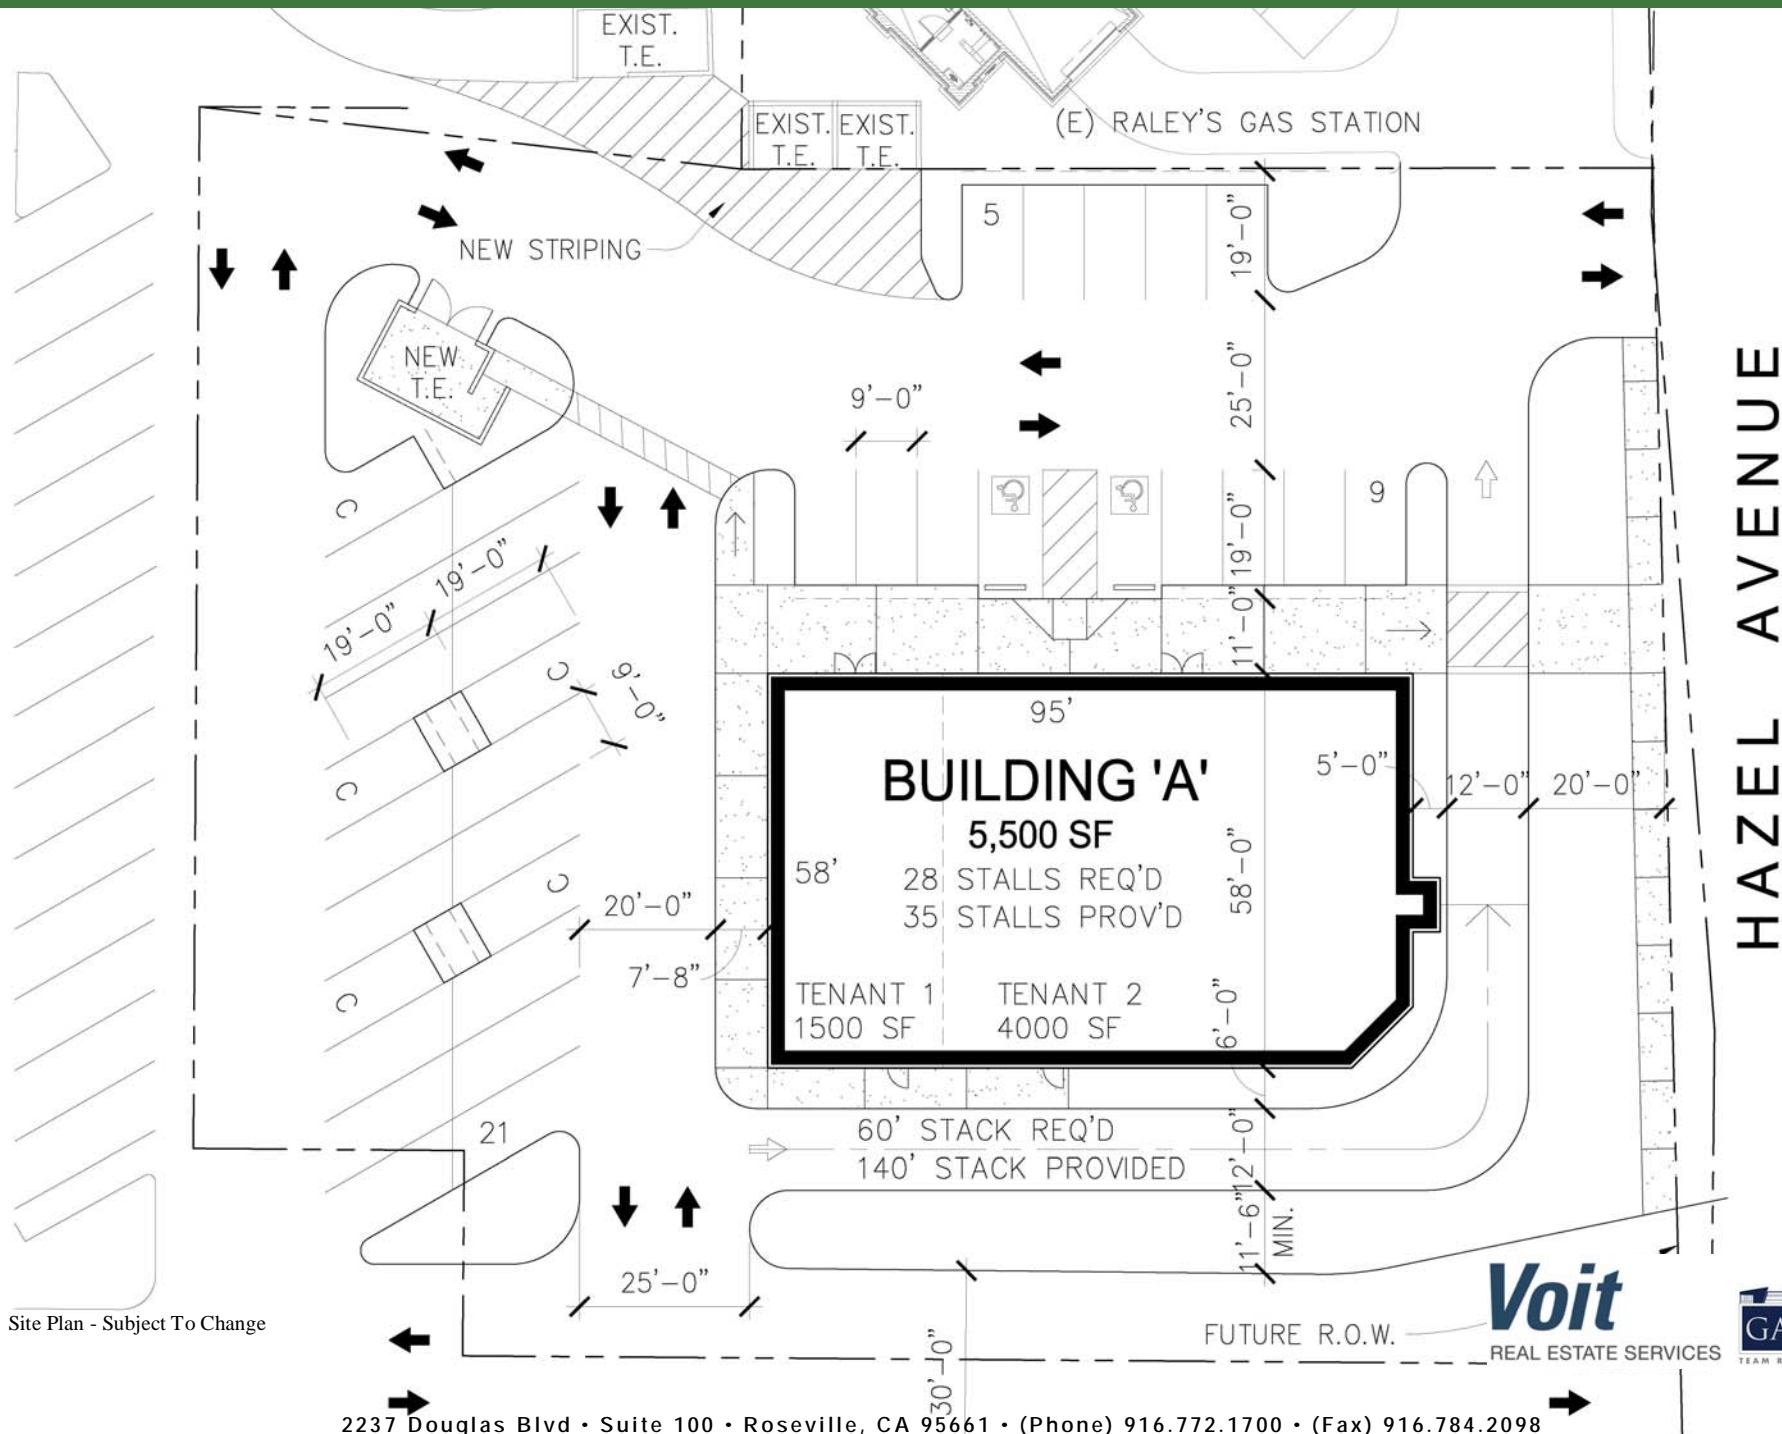 EXIST.
T.E.
EXIST.
T.E.
EXIST.
T.E.
(E) RALEY'S GAS STATION
5
19'-0"
NEW STRIPING
NEW
T.E.
25'-0"
9'-0"
9
19'-0"
11'-0"
C
19'-0"
19'-0"
C
9'-0"
C
C
C
HAZEL AVENUE
95'
BUILDING 'A'
5,500 SF
28 STALLS REQ'D
35 STALLS PROV'D
58'
58'-0"
5'-0"
12'-0"
20'-0"
20'-0"
7'-8"
TENANT 1
1500 SF
TENANT 2
4000 SF
6'-0"
21
60' STACK REQ'D
140' STACK PROVIDED
12'-0"
11'-6"
MIN.
25'-0"
30'-0"
FUTURE R.O.W.
Site Plan - Subject To Change
Voit
REAL ESTATE SERVICES
2237 Douglas Blvd • Suite 100 • Roseville, CA 95661 • (Phone) 916.772.1700 • (Fax) 916.784.2098